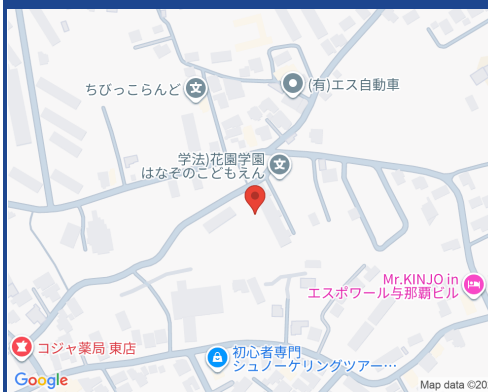 ちびっこらんど
(有)エス自動車
学法)花園学園
はなぞのこどもえん
Mr.KINJO in
エスポワール与那覇ビル
コジャ薬局 東店
初心者専門
シュノーケリングツアー…
Google
Map data ©20